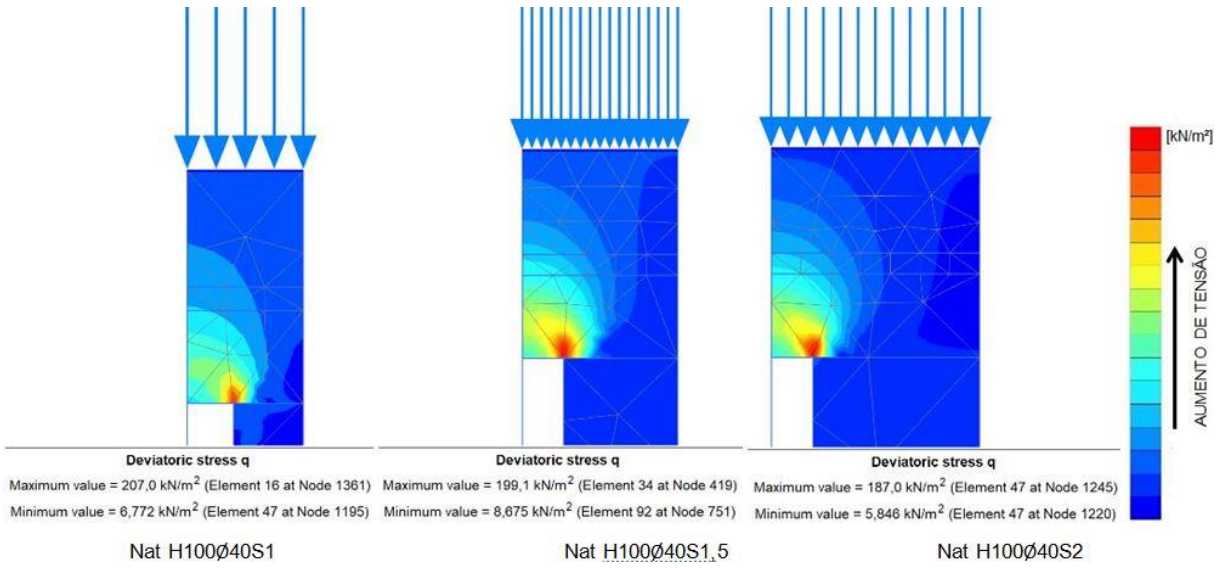 [kN/m²]
AUMENTO DE TENSÃO
Deviatoric stress q
Maximum value = 207,0 kN/m² (Element 16 at Node 1361)
Minimum value = 6,772 kN/m² (Element 47 at Node 1195)
Nat H100Ø40S1
Deviatoric stress q
Maximum value = 199,1 kN/m² (Element 34 at Node 419)
Minimum value = 8,675 kN/m² (Element 92 at Node 751)
Nat H100Ø40S1,5
Deviatoric stress q
Maximum value = 187,0 kN/m² (Element 47 at Node 1245)
Minimum value = 5,846 kN/m² (Element 47 at Node 1220)
Nat H100Ø40S2